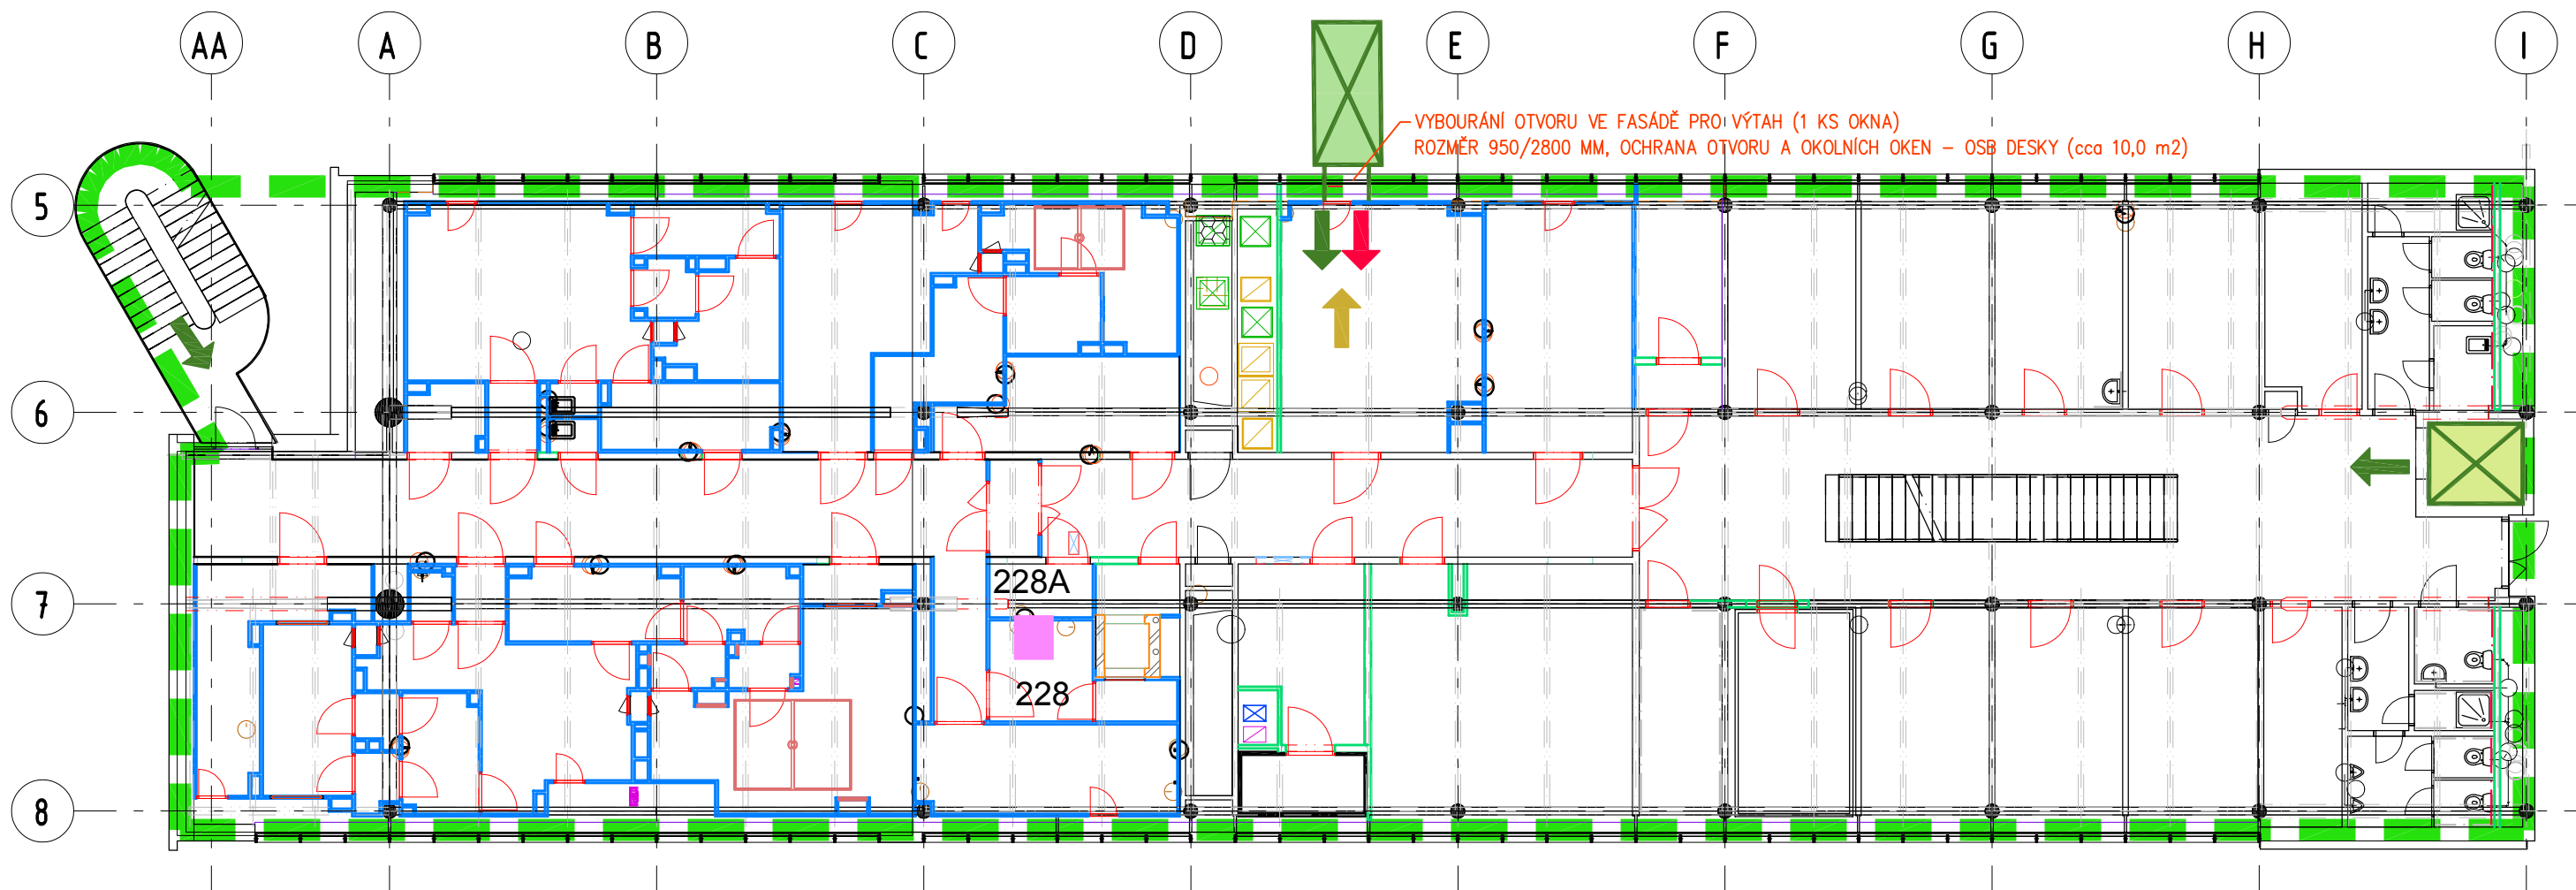 AA A B C D E F G H I
VYBOURÁNÍ OTVORU VE FASÁDĚ PRO VÝTAH (1 KS OKNA)
ROZMĚR 950/2800 MM, OCHRANA OTVORU A OKOLNÍCH OKEN – OSB DESKY (cca 10,0 m2)
5
6
228A
7
228
8